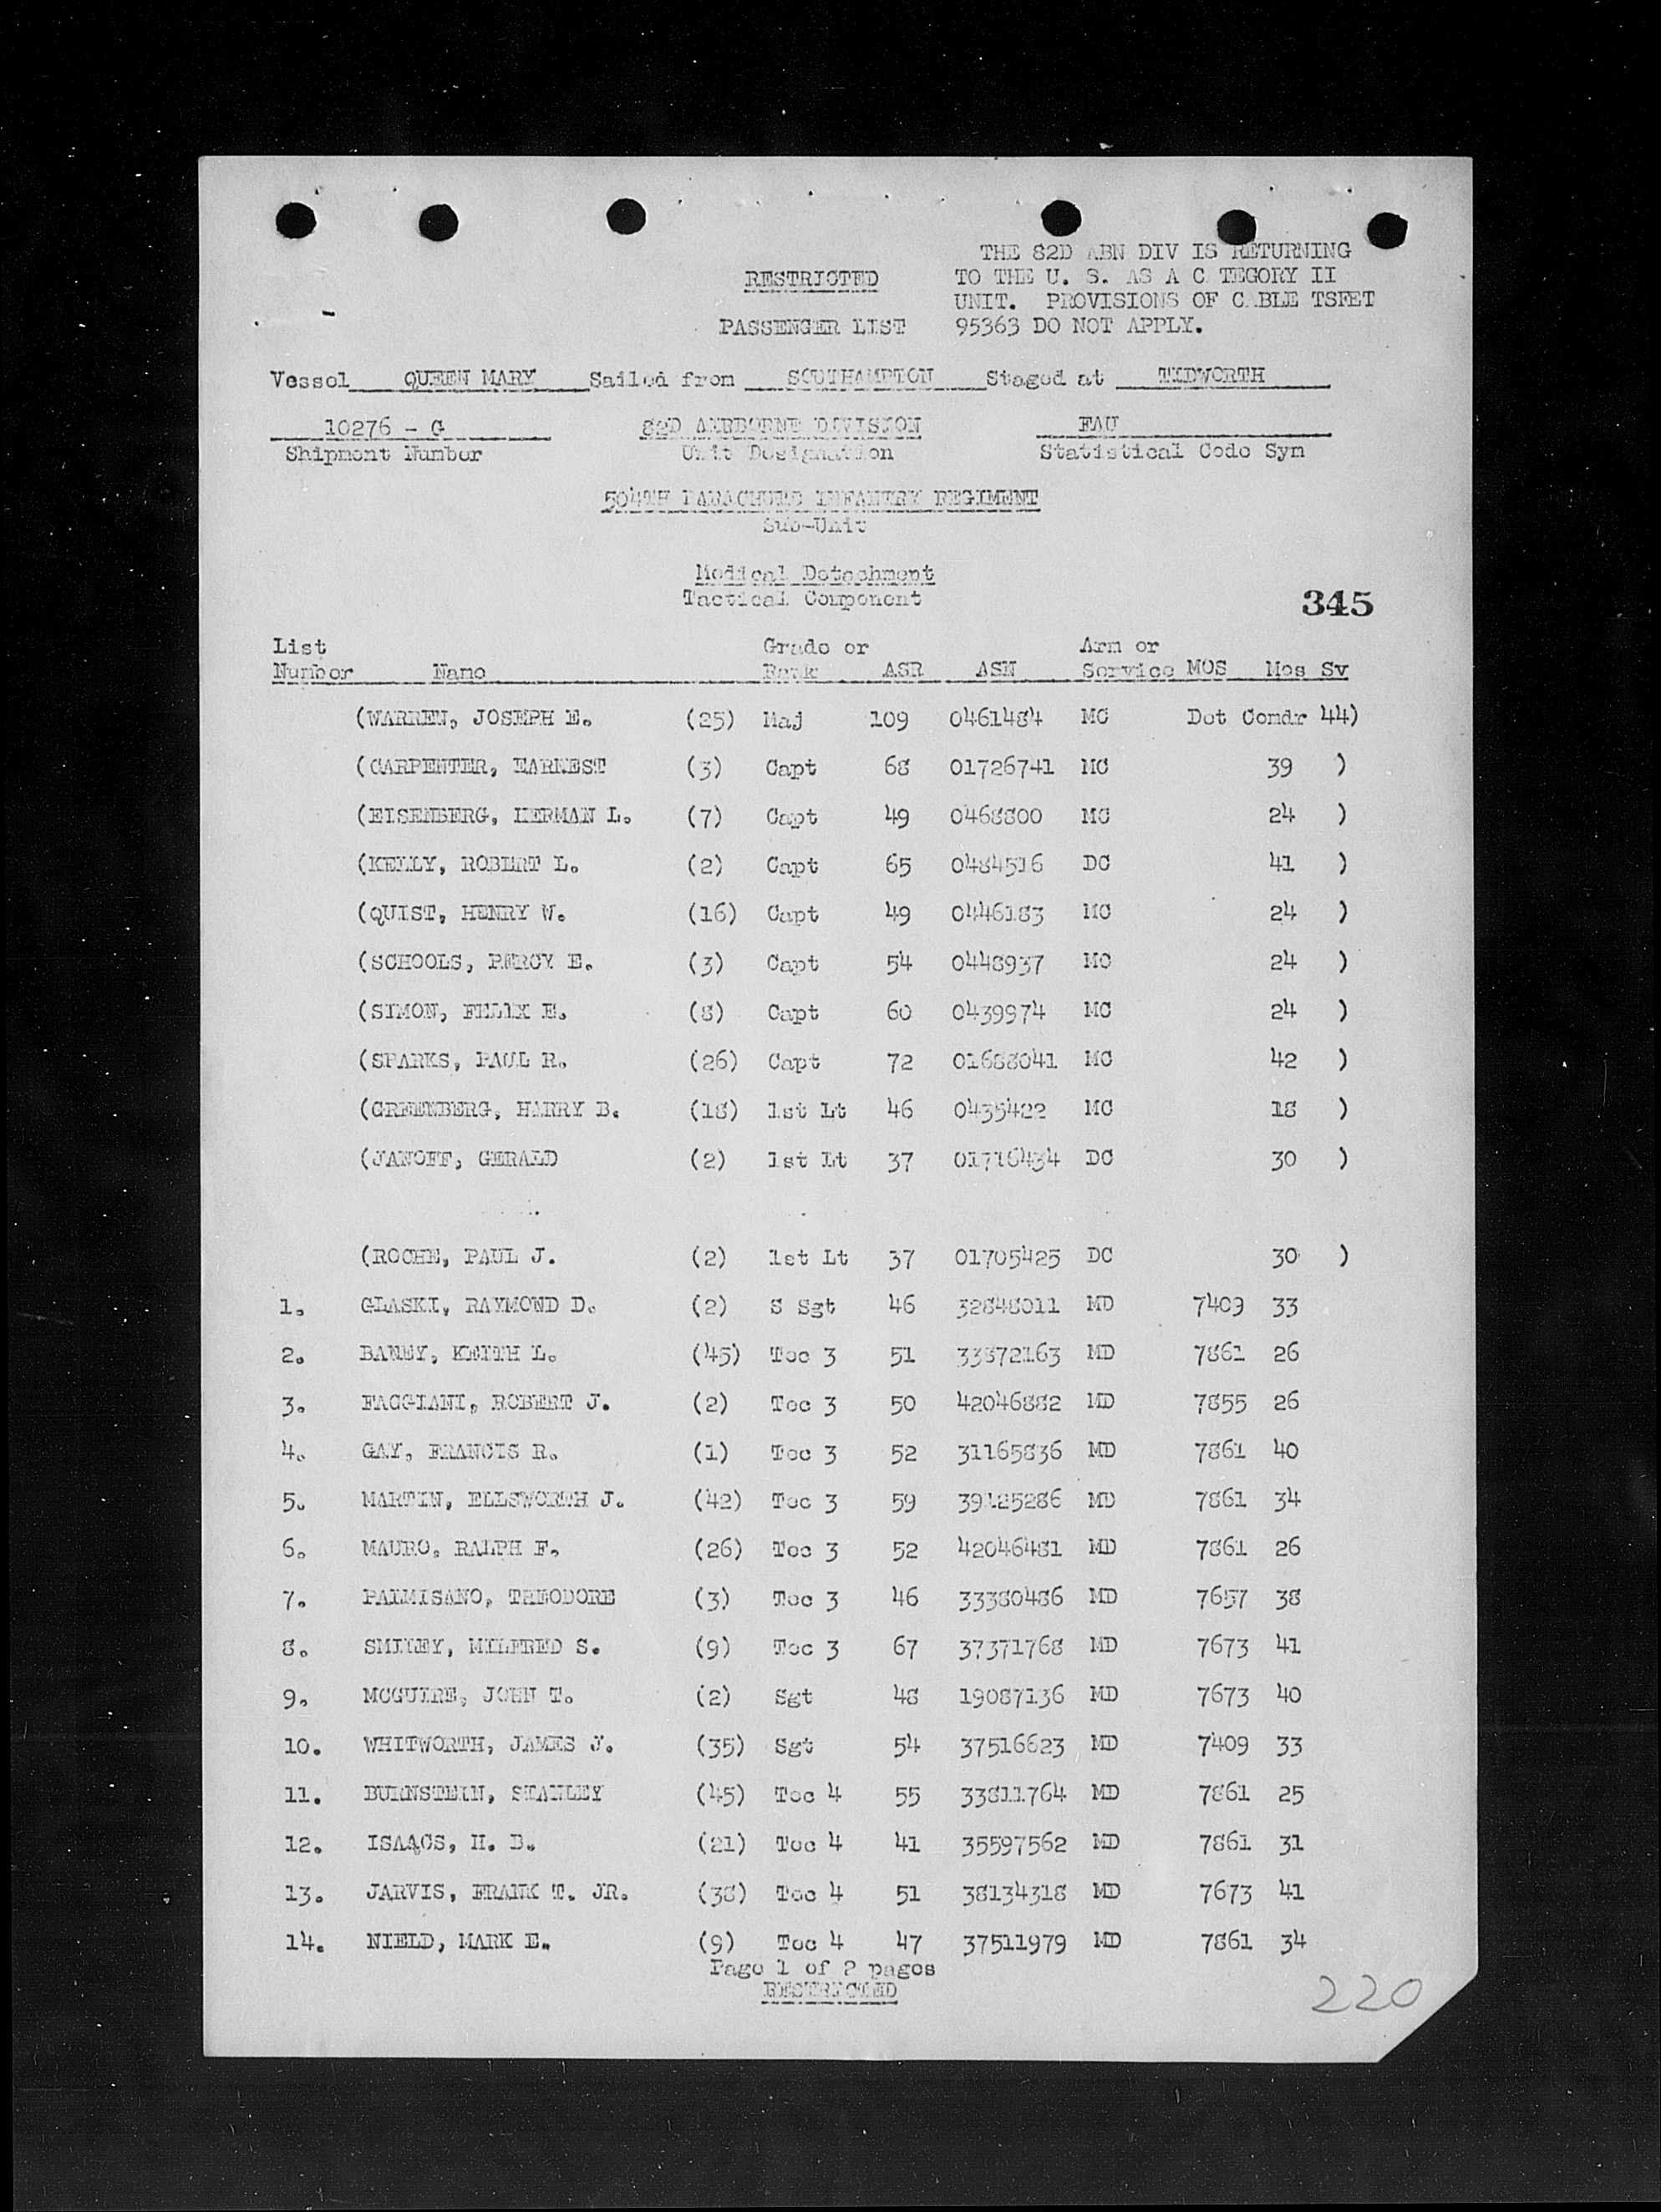 THE 82D ABN DIV IS RETURNING
RESTRICTED TO THE U. S. AS A C TEGORY II
UNIT. PROVISIONS OF C.BLE TSFET
PASSENGER LIST 95363 DO NOT APPLY.
Vessel QUEEN MARY Sailed from SOUTHAMPTON Staged at TIDWORTH
10276 - G 82D AIRBORNE DIVISION FAU
Shipment Number Unit Designation Statistical Code Sym
504TH PARACHUTE INFANTRY REGIMENT
Sub-Unit
Medical Detachment
Tactical Component
345
List Grade or Arm or
Number Name Rank ASR ASN Service MOS Mos Sv
(WARREN, JOSEPH E. (25) Maj 109 0461484 MC Det Comdr 44)
(CARPENTER, EARNEST (3) Capt 68 01726741 MC 39 )
(EISENBERG, HERMAN L. (7) Capt 49 0468800 MC 24 )
(KELLY, ROBERT L. (2) Capt 65 0484516 DC 41 )
(QUIST, HENRY W. (16) Capt 49 0446183 MC 24 )
(SCHOOLS, PERCY E. (3) Capt 54 0448937 MC 24 )
(SIMON, FELIX E. (8) Capt 60 0439974 MC 24 )
(SPARKS, PAUL R. (26) Capt 72 01688041 MC 42 )
(GREENBERG, HARRY B. (18) 1st Lt 46 0435422 MC 18 )
(JANOFF, GERALD (2) 1st Lt 37 01716434 DC 30 )
(ROCHE, PAUL J. (2) 1st Lt 37 01705425 DC 30 )
1. GLASKI, RAYMOND D. (2) S Sgt 46 32848011 MD 7409 33
2. BANEY, KEITH L. (45) Tec 3 51 33872163 MD 7861 26
3. FAGGIANI, ROBERT J. (2) Tec 3 50 42046882 MD 7855 26
4. GAY, FRANCIS R. (1) Tec 3 52 31165836 MD 7861 40
5. MARTIN, ELLSWORTH J. (42) Tec 3 59 39125286 MD 7861 34
6. MAURO, RALPH F. (26) Tec 3 52 42046481 MD 7861 26
7. PALMISANO, THEODORE (3) Tec 3 46 33380486 MD 7657 38
8. SMILEY, MILFRED S. (9) Tec 3 67 37371768 MD 7673 41
9. MCGUIRE, JOHN T. (2) Sgt 48 19087136 MD 7673 40
10. WHITWORTH, JAMES J. (35) Sgt 54 37516623 MD 7409 33
11. BURNSTEIN, STANLEY (45) Tec 4 55 33811764 MD 7861 25
12. ISAACS, H. B. (21) Tec 4 41 35597562 MD 7861 31
13. JARVIS, FRANK T. JR. (38) Tec 4 51 38134318 MD 7673 41
14. NIELD, MARK E. (9) Tec 4 47 37511979 MD 7861 34
Page 1 of 2 pages
RESTRICTED
220